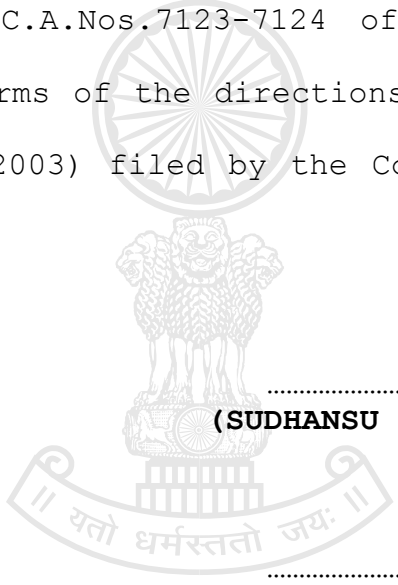 C.A.Nos.7123-7124 of
rms of the directions
2003) filed by the Co
..............................
(SUDHANSU
॥ यतो धर्मस्ततो जयः ॥
..............................